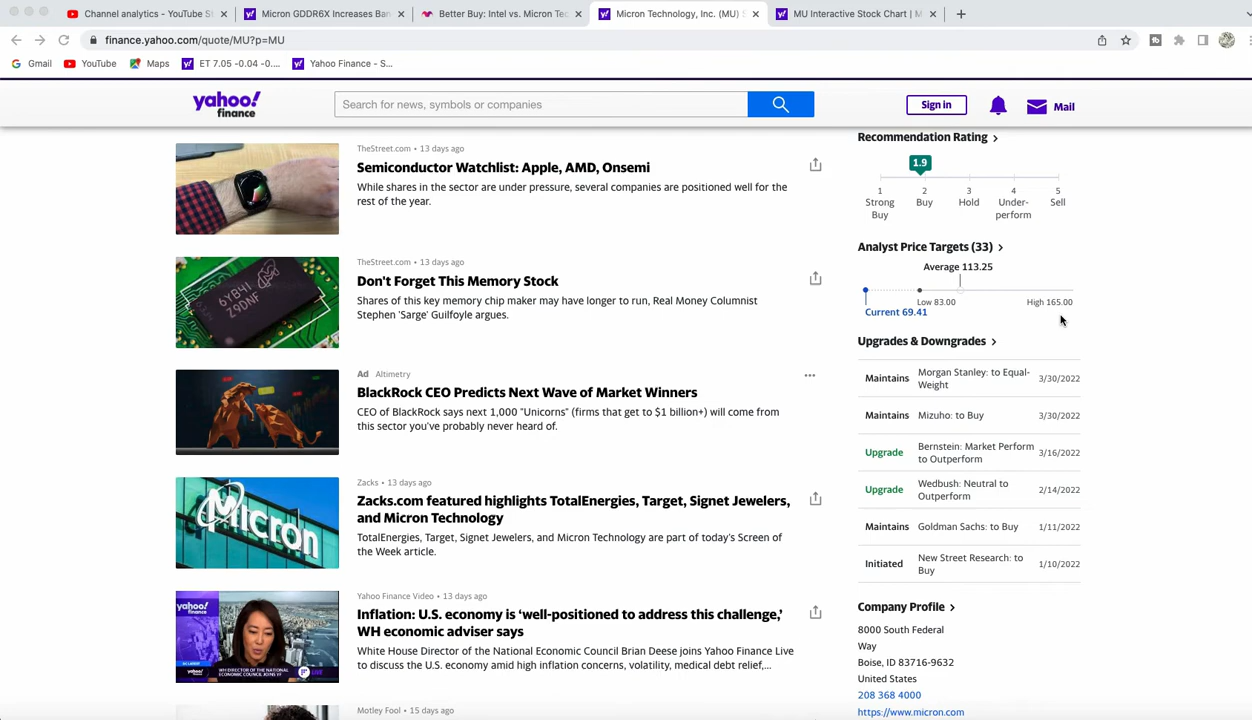 Channel analytics - YouTube St
Micron GDDR6X Increases Ban
Better Buy: Intel vs. Micron Tec
Micron Technology, Inc. (MU) S
MU Interactive Stock Chart | M
finance.yahoo.com/quote/MU?p=MU
Gmail
YouTube
Maps
ET 7.05 -0.04 -0....
Yahoo Finance - S...
yahoo!
finance
Search for news, symbols or companies
Sign in
Mail
TheStreet.com • 13 days ago
Semiconductor Watchlist: Apple, AMD, Onsemi
While shares in the sector are under pressure, several companies are positioned well for the
rest of the year.
6YB4I
Z9DNF
TheStreet.com • 13 days ago
Don't Forget This Memory Stock
Shares of this key memory chip maker may have longer to run, Real Money Columnist
Stephen 'Sarge' Guilfoyle argues.
Ad Altimetry
BlackRock CEO Predicts Next Wave of Market Winners
CEO of BlackRock says next 1,000 "Unicorns" (firms that get to $1 billion+) will come from
this sector you've probably never heard of.
Micron
Zacks • 13 days ago
Zacks.com featured highlights TotalEnergies, Target, Signet Jewelers,
and Micron Technology
TotalEnergies, Target, Signet Jewelers, and Micron Technology are part of today's Screen of
the Week article.
yahoo!
finance
Yahoo Finance Video • 13 days ago
Inflation: U.S. economy is ‘well-positioned to address this challenge,’
WH economic adviser says
White House Director of the National Economic Council Brian Deese joins Yahoo Finance Live
to discuss the U.S. economy amid high inflation concerns, volatility, medical debt relief,...
Motley Fool • 15 days ago
Recommendation Rating
1.9
1 2 3 4 5
Strong Buy
Buy
Hold
Under-
perform
Sell
Analyst Price Targets (33)
Average 113.25
Low 83.00
High 165.00
Current 69.41
Upgrades & Downgrades
Maintains Morgan Stanley: to Equal-
Weight 3/30/2022
Maintains Mizuho: to Buy 3/30/2022
Upgrade Bernstein: Market Perform
to Outperform 3/16/2022
Upgrade Wedbush: Neutral to
Outperform 2/14/2022
Maintains Goldman Sachs: to Buy 1/11/2022
Initiated New Street Research: to
Buy 1/10/2022
Company Profile
8000 South Federal
Way
Boise, ID 83716-9632
United States
208 368 4000
https://www.micron.com